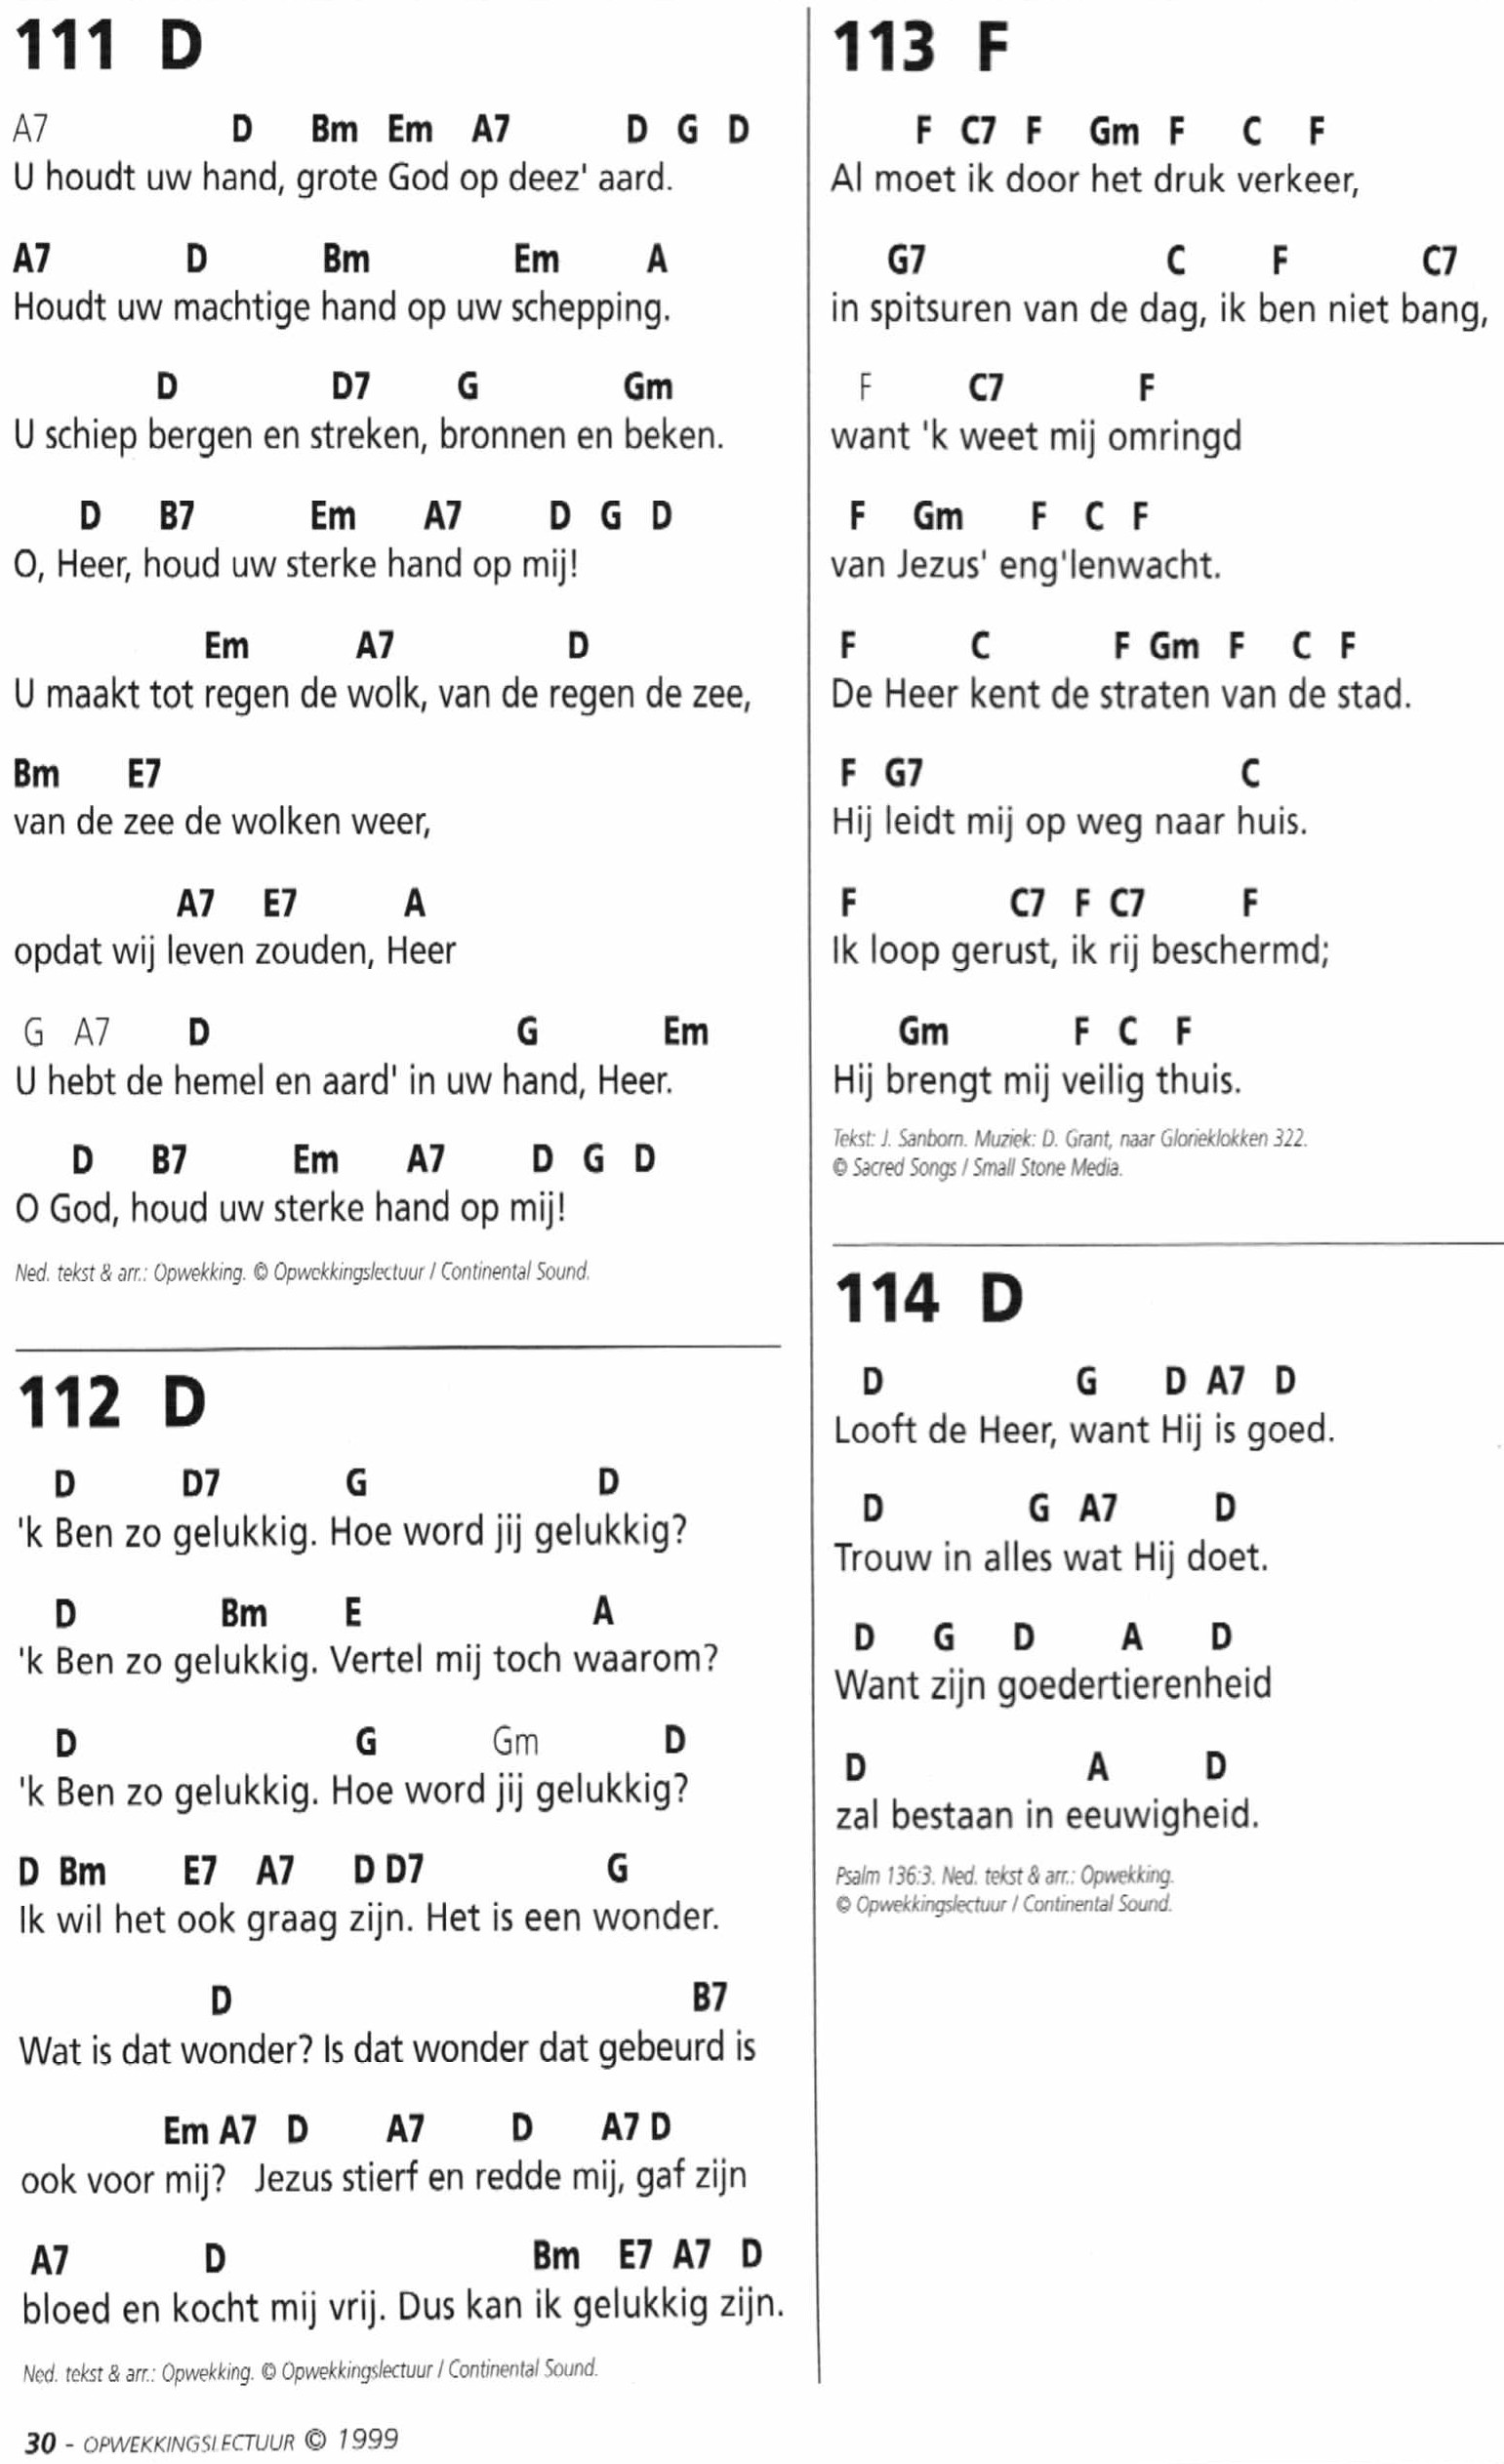 111 D
A7 D Bm Em A7 D G D
U houdt uw hand, grote God op deez' aard.
A7 D Bm Em A
Houdt uw machtige hand op uw schepping.
D D7 G Gm
U schiep bergen en streken, bronnen en beken.
D B7 Em A7 D G D
O, Heer, houd uw sterke hand op mij!
Em A7 D
U maakt tot regen de wolk, van de regen de zee,
Bm E7
van de zee de wolken weer,
A7 E7 A
opdat wij leven zouden, Heer
G A7 D G Em
U hebt de hemel en aard' in uw hand, Heer.
D B7 Em A7 D G D
O God, houd uw sterke hand op mij!
Ned. tekst & arr.: Opwekking. © Opwekkingslectuur / Continental Sound.
112 D
D D7 G D
'k Ben zo gelukkig. Hoe word jij gelukkig?
D Bm E A
'k Ben zo gelukkig. Vertel mij toch waarom?
D G Gm D
'k Ben zo gelukkig. Hoe word jij gelukkig?
D Bm E7 A7 D D7 G
Ik wil het ook graag zijn. Het is een wonder.
D B7
Wat is dat wonder? Is dat wonder dat gebeurd is
Em A7 D A7 D A7 D
ook voor mij? Jezus stierf en redde mij, gaf zijn
A7 D Bm E7 A7 D
bloed en kocht mij vrij. Dus kan ik gelukkig zijn.
Ned. tekst & arr.: Opwekking. © Opwekkingslectuur / Continental Sound.
30 - OPWEKKINGSLECTUUR © 1999
113 F
F C7 F Gm F C F
Al moet ik door het druk verkeer,
G7 C F C7
in spitsuren van de dag, ik ben niet bang,
F C7 F
want 'k weet mij omringd
F Gm F C F
van Jezus' eng'lenwacht.
F C F Gm F C F
De Heer kent de straten van de stad.
F G7 C
Hij leidt mij op weg naar huis.
F C7 F C7 F
Ik loop gerust, ik rij beschermd;
Gm F C F
Hij brengt mij veilig thuis.
Tekst: J. Sanborn. Muziek: D. Grant, naar Glorieklokken 322.
© Sacred Songs / Small Stone Media.
114 D
D G D A7 D
Looft de Heer, want Hij is goed.
D G A7 D
Trouw in alles wat Hij doet.
D G D A D
Want zijn goedertierenheid
D A D
zal bestaan in eeuwigheid.
Psalm 136:3. Ned. tekst & arr.: Opwekking.
© Opwekkingslectuur / Continental Sound.